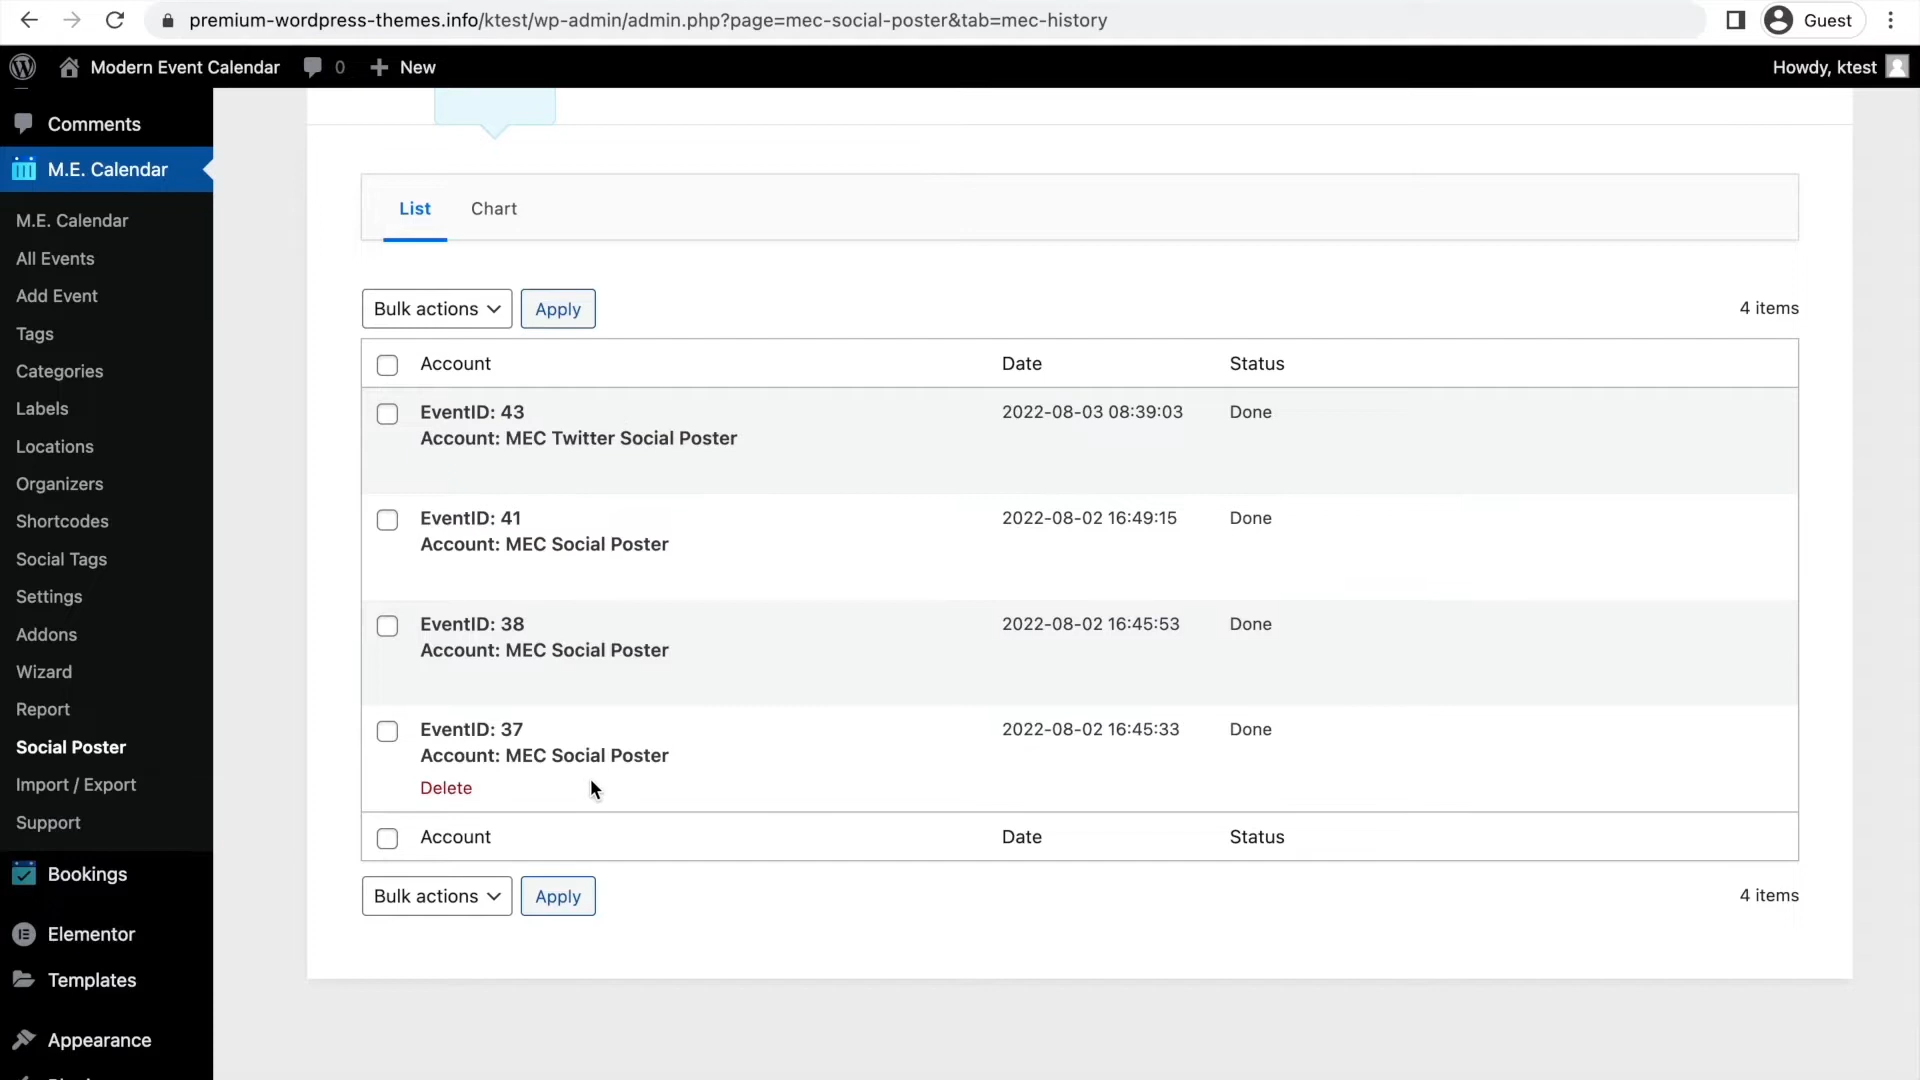 premium-wordpress-themes.info/ktest/wp-admin/admin.php?page=mec-social-poster&tab=mec-history
Guest
Modern Event Calendar
0
New
Howdy, ktest
Comments
M.E. Calendar
M.E. Calendar
All Events
Add Event
Tags
Categories
Labels
Locations
Organizers
Shortcodes
Social Tags
Settings
Addons
Wizard
Report
Social Poster
Import / Export
Support
Bookings
Elementor
Templates
Appearance
List
Chart
Bulk actions
Apply
4 items
Account
Date
Status
EventID: 43
Account: MEC Twitter Social Poster
2022-08-03 08:39:03
Done
EventID: 41
Account: MEC Social Poster
2022-08-02 16:49:15
Done
EventID: 38
Account: MEC Social Poster
2022-08-02 16:45:53
Done
EventID: 37
Account: MEC Social Poster
Delete
2022-08-02 16:45:33
Done
Account
Date
Status
Bulk actions
Apply
4 items